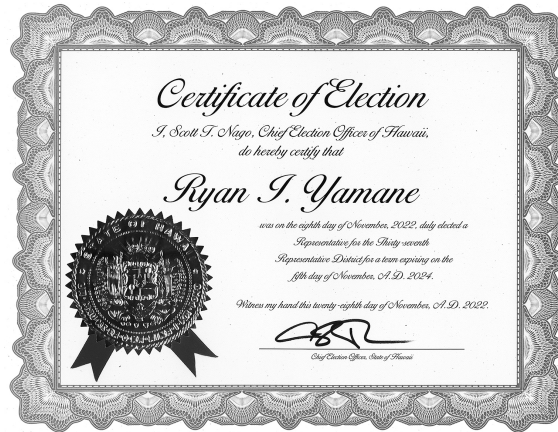 Certificate of Election
I, Scott T. Nago, Chief Election Officer of Hawaii,
do hereby certify that
Ryan I. Yamane
was on the eighth day of November, 2022, duly elected a
Representative for the Thirty-seventh
Representative District for a term expiring on the
fifth day of November, A.D. 2024.
Witness my hand this twenty-eighth day of November, A.D. 2022.
Chief Election Officer, State of Hawaii
STATE OF HAWAII